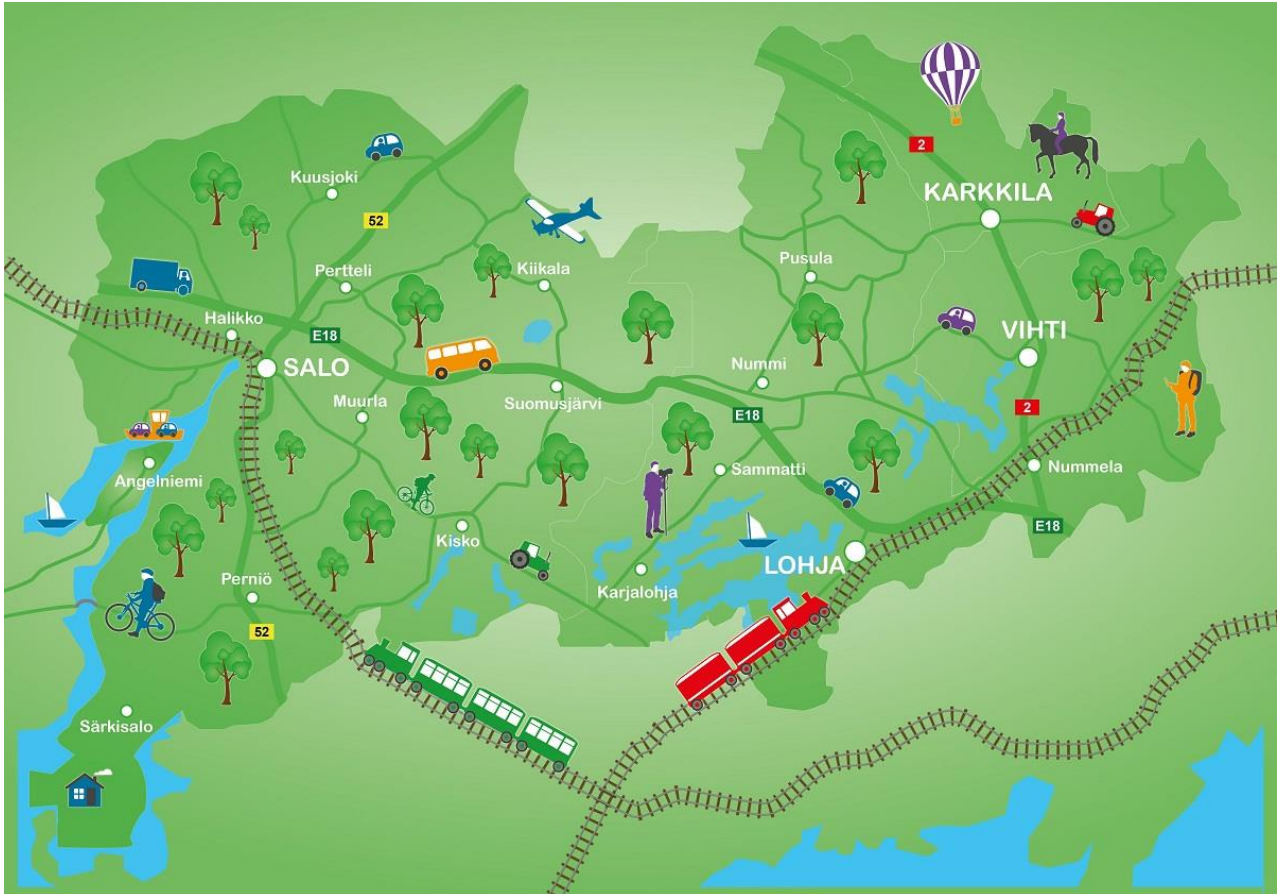 2
KARKKILA
Kuusjoki
52
Pertteli
Kiikala
Pusula
Halikko
E18
SALO
VIHTI
Nummi
Suomusjärvi
Muurla
E18
2
Angelniemi
Sammatti
Nummela
Kisko
E18
LOHJA
Karjalohja
Perniö
52
Särkisalo